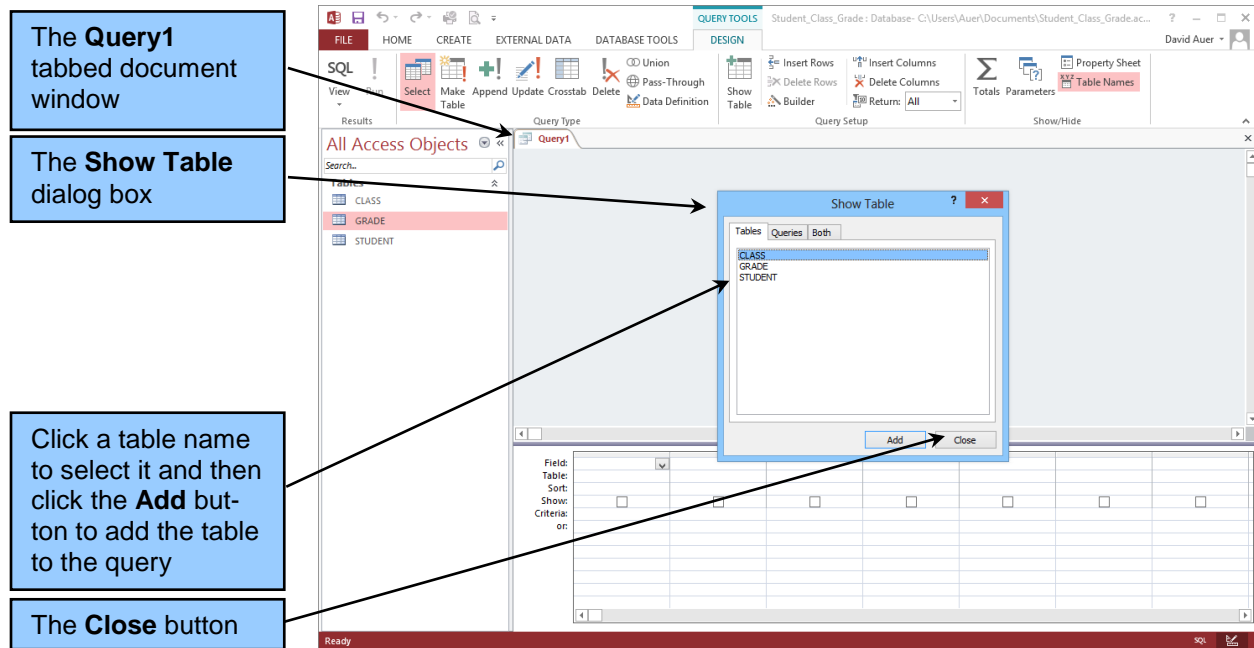 The Query1
tabbed document
window
The Show Table
dialog box
Click a table name
to select it and then
click the Add but-
ton to add the table
to the query
The Close button
QUERY TOOLS Student_Class_Grade : Database- C:\Users\Auer\Documents\Student_Class_Grade.ac...
FILE HOME CREATE EXTERNAL DATA DATABASE TOOLS DESIGN David Auer
SQL
View Run Select Make
Table Append Update Crosstab Delete
Union
Pass-Through
Data Definition
Show
Table
Insert Rows
Delete Rows
Builder
Insert Columns
Delete Columns
Return: All
Totals Parameters
Property Sheet
Table Names
Results Query Type Query Setup Show/Hide
All Access Objects
Search...
Tables
CLASS
GRADE
STUDENT
Query1
Show Table
Tables Queries Both
CLASS
GRADE
STUDENT
Add Close
Field:
Table:
Sort:
Show:
Criteria:
or:
Ready SQL